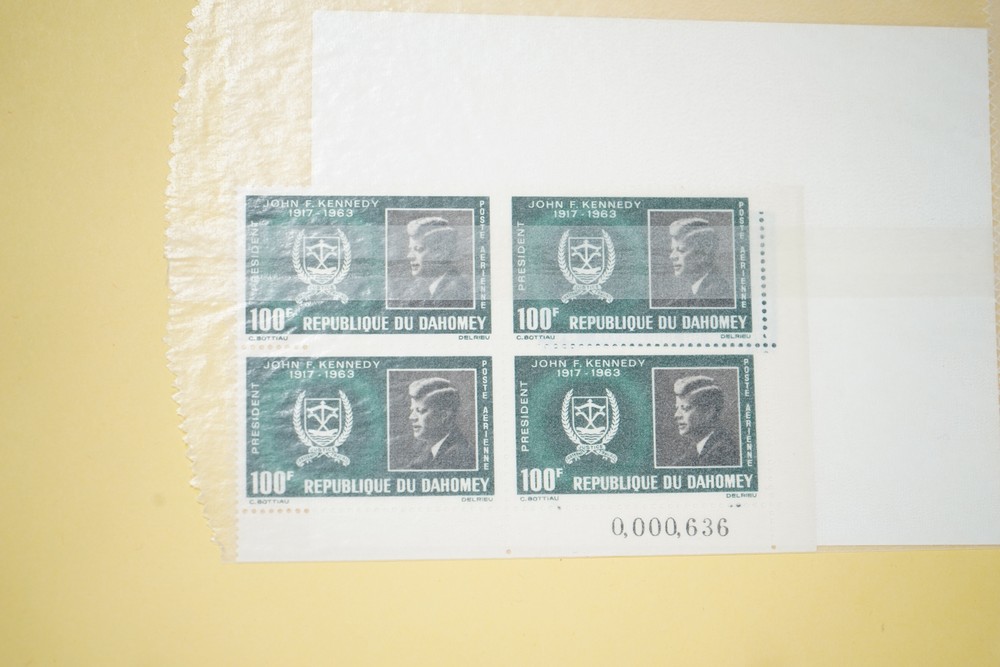 JOHN F. KENNEDY
1917-1963
PRESIDENT
POSTE AERIENNE
100F REPUBLIQUE DU DAHOMEY
C. BOTTIAU DELRIEU
JOHN F. KENNEDY
1917-1963
PRESIDENT
POSTE AERIENNE
100F REPUBLIQUE DU DAHOMEY
C. BOTTIAU DELRIEU
JOHN F. KENNEDY
1917-1963
PRESIDENT
JUSTICE
POSTE AERIENNE
100F REPUBLIQUE DU DAHOMEY
C. BOTTIAU DELRIEU
JOHN F. KENNEDY
1917-1963
PRESIDENT
JUSTICE
POSTE AERIENNE
100F REPUBLIQUE DU DAHOMEY
C. BOTTIAU DELRIEU
0,000,636